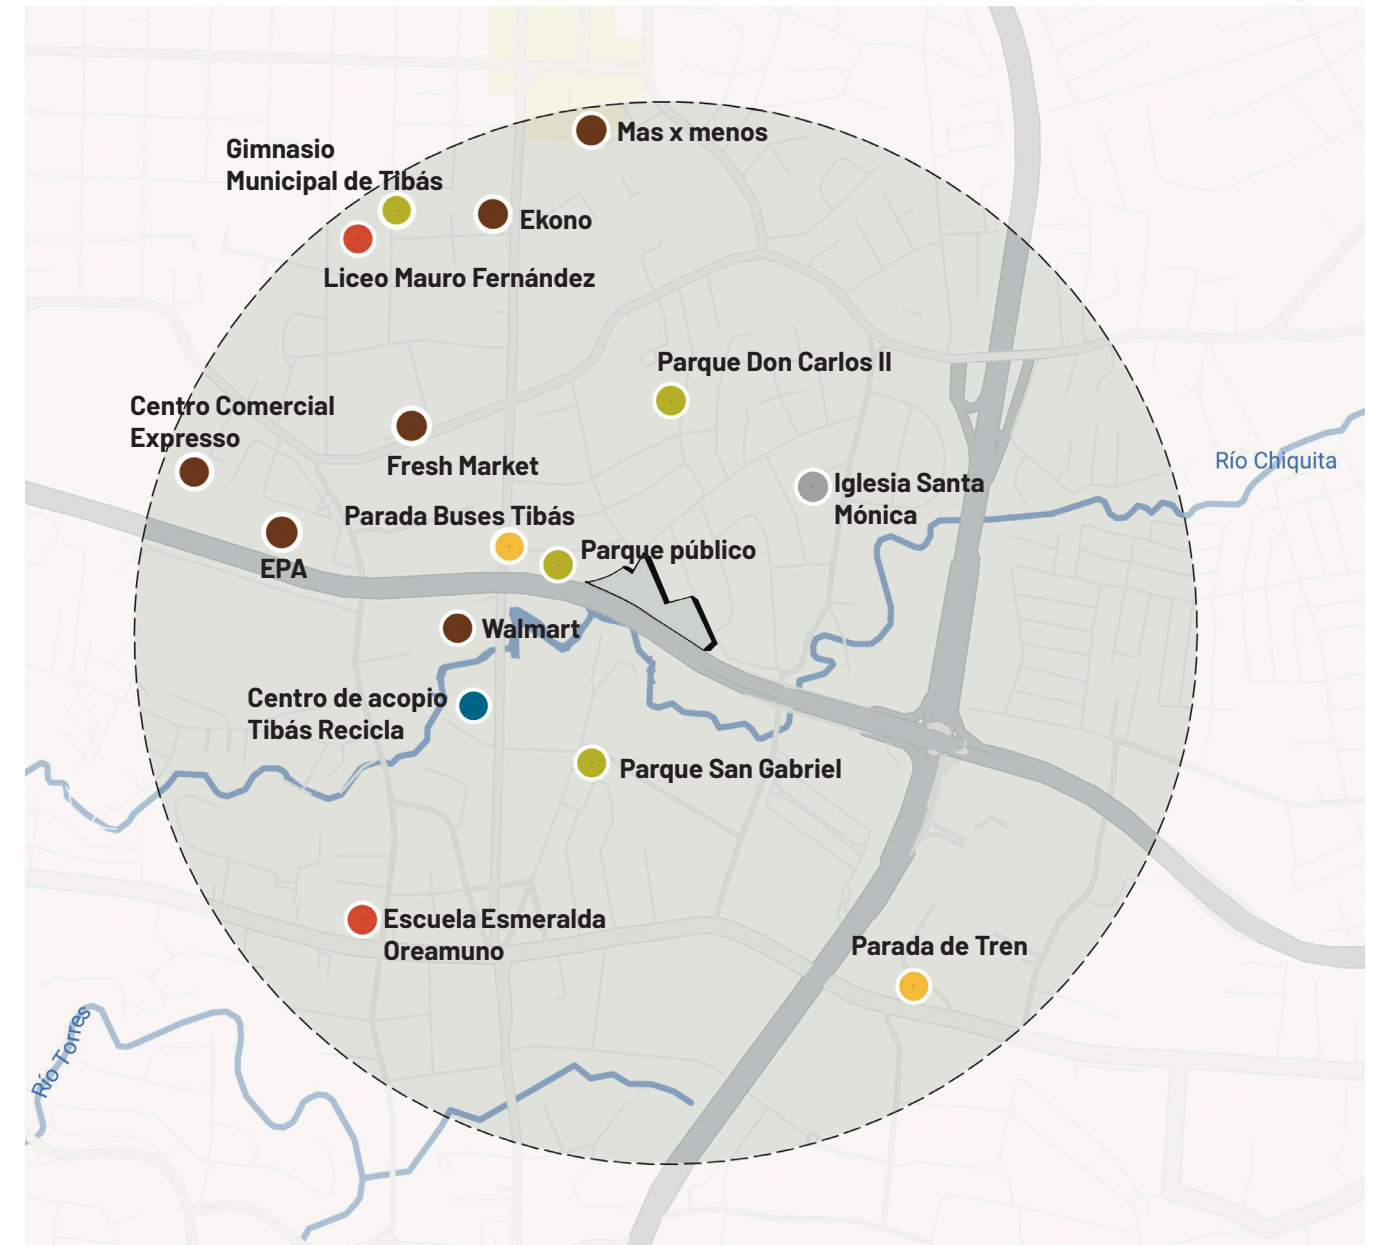 Mas x menos
Gimnasio
Municipal de Tibás
Ekono
Liceo Mauro Fernández
Parque Don Carlos II
Centro Comercial
Expresso
Fresh Market
Río Chiquita
Iglesia Santa
Mónica
Parada Buses Tibás
Parque público
EPA
Walmart
Centro de acopio
Tibás Recicla
Parque San Gabriel
Escuela Esmeralda
Oreamuno
Parada de Tren
Río Torres